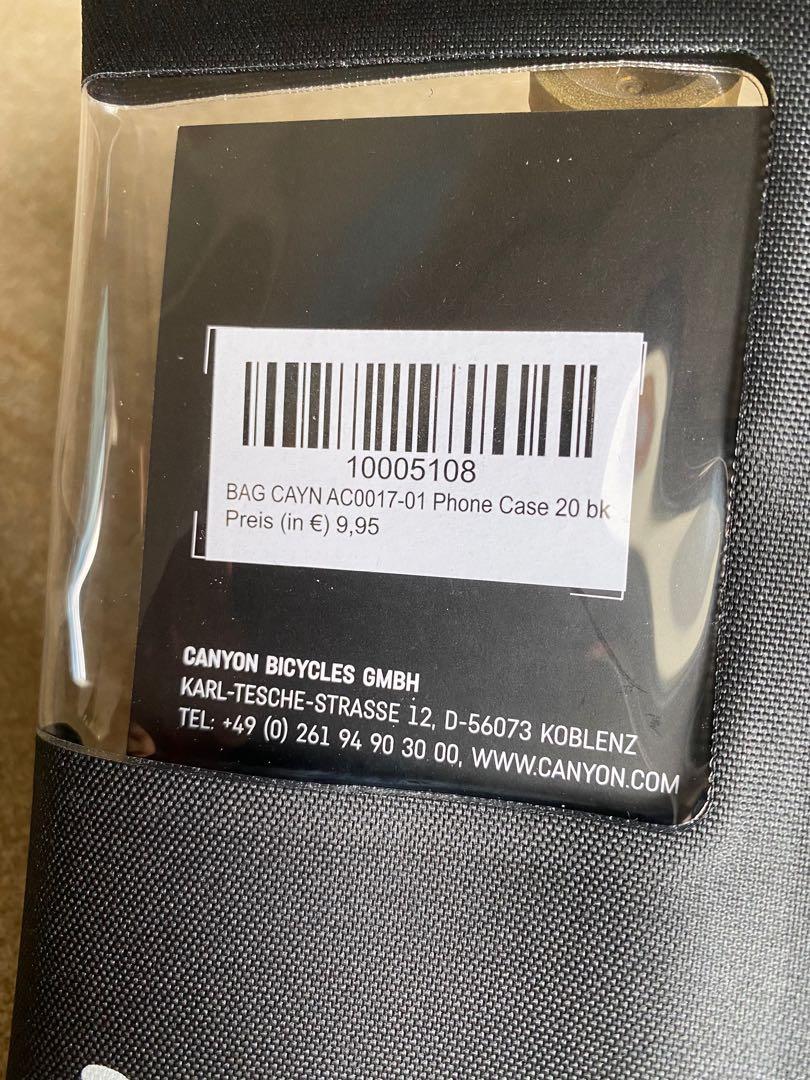 10005108
BAG CAYN AC0017-01 Phone Case 20 bk
Preis (in €) 9,95
CANYON BICYCLES GMBH
KARL-TESCHE-STRASSE 12, D-56073 KOBLENZ
TEL: +49 (0) 261 94 90 30 00, WWW.CANYON.COM